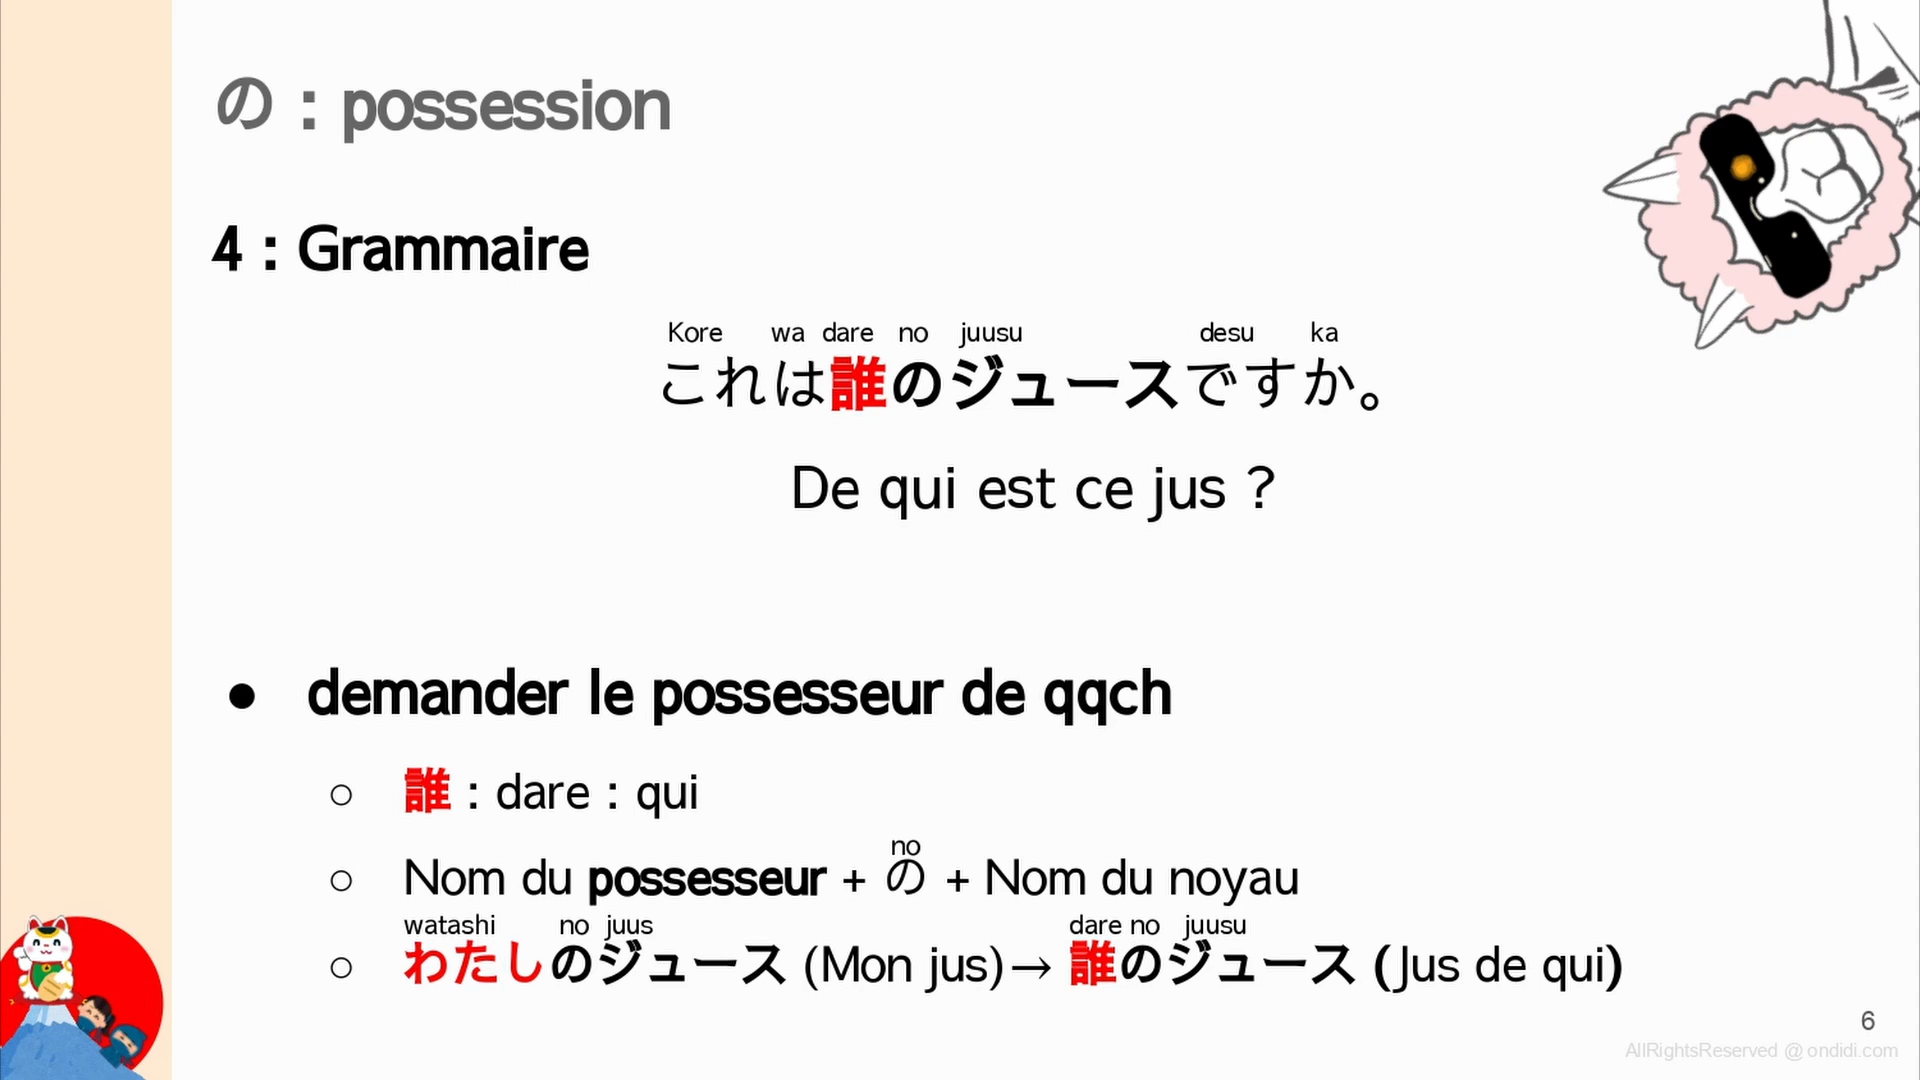 の : possession
4 : Grammaire
Kore wa dare no juusu desu ka
これは誰のジュースですか。
De qui est ce jus ?
● demander le possesseur de qqch
○ 誰 : dare : qui
no
○ Nom du possesseur + の + Nom du noyau
watashi no juus dare no juusu
○ わたしのジュース (Mon jus)→ 誰のジュース (Jus de qui)
6
AllRightsReserved @ ondidi.com